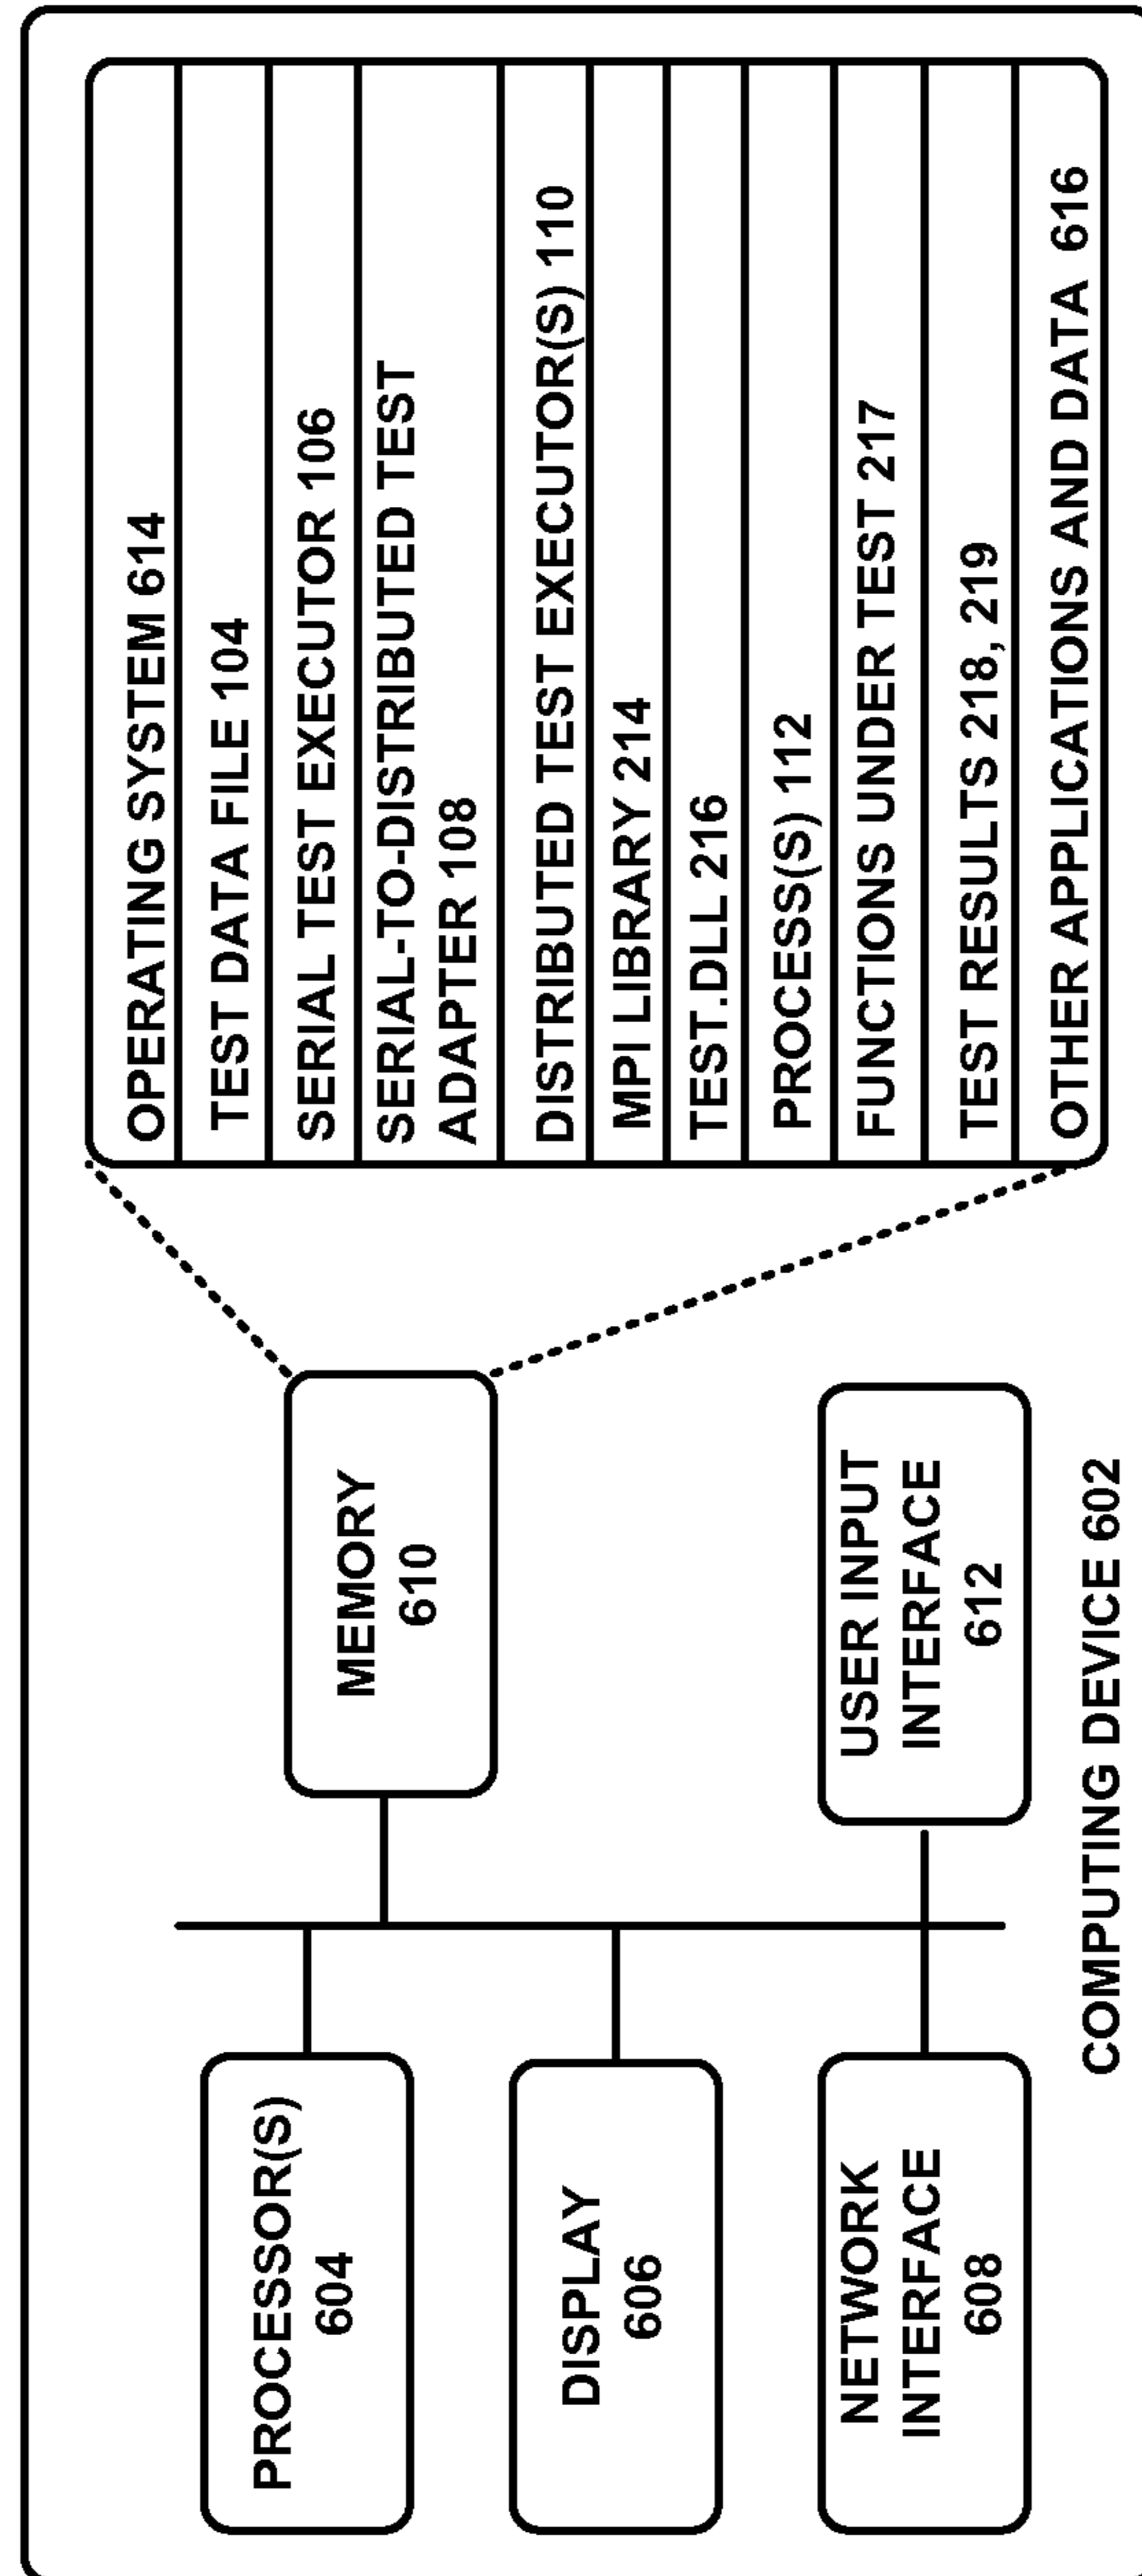 PROCESSOR(S)
604
DISPLAY
606
NETWORK
INTERFACE
608
MEMORY
610
USER INPUT
INTERFACE
612
OPERATING SYSTEM 614
TEST DATA FILE 104
SERIAL TEST EXECUTOR 106
SERIAL-TO-DISTRIBUTED TEST
ADAPTER 108
DISTRIBUTED TEST EXECUTOR(S) 110
MPI LIBRARY 214
TEST.DLL 216
PROCESS(S) 112
FUNCTIONS UNDER TEST 217
TEST RESULTS 218, 219
OTHER APPLICATIONS AND DATA 616
COMPUTING DEVICE 602